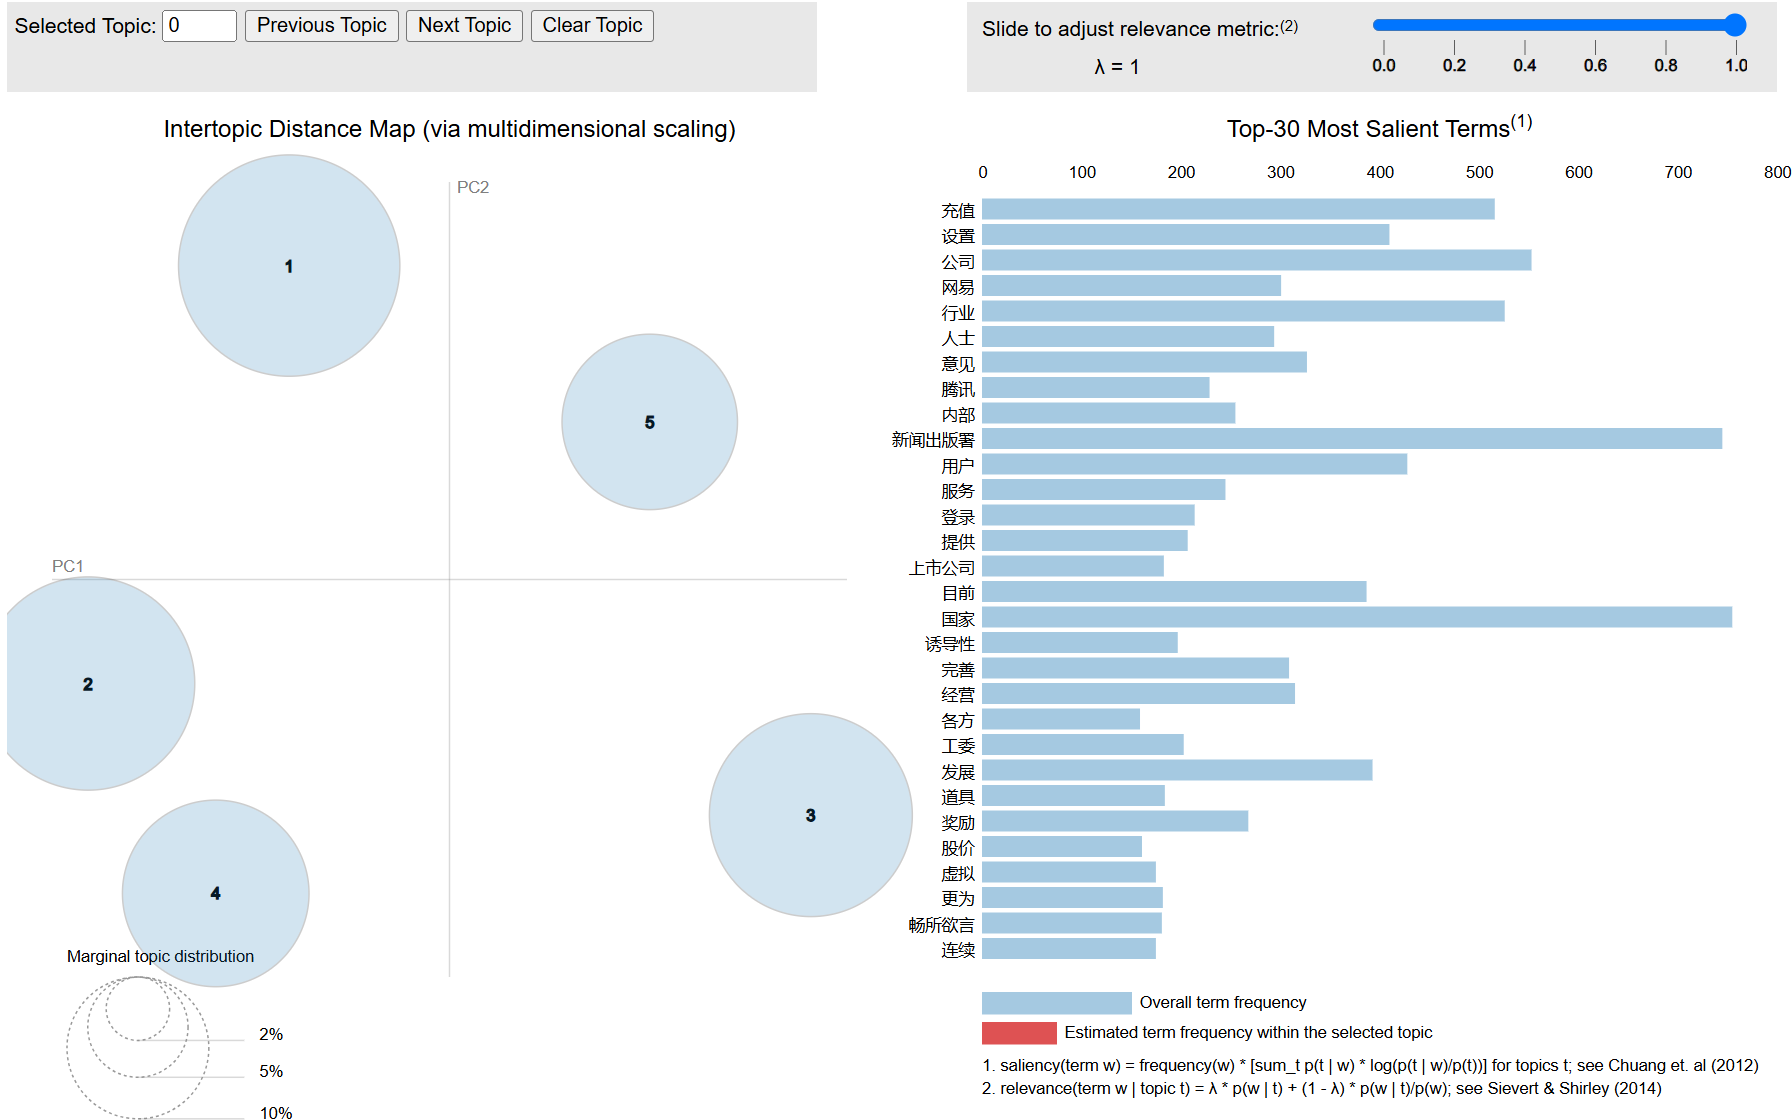 Selected Topic: 0 Previous Topic Next Topic Clear Topic
Slide to adjust relevance metric:(2)
λ = 1
0.0 0.2 0.4 0.6 0.8 1.0
Intertopic Distance Map (via multidimensional scaling)
PC2
PC1
1
5
2
3
4
Marginal topic distribution
2%
5%
10%
Top-30 Most Salient Terms(1)
0 100 200 300 400 500 600 700 800
充值
设置
公司
网易
行业
人士
意见
腾讯
内部
新闻出版署
用户
服务
登录
提供
上市公司
目前
国家
诱导性
完善
经营
各方
工委
发展
道具
奖励
股价
虚拟
更为
畅所欲言
连续
Overall term frequency
Estimated term frequency within the selected topic
1. saliency(term w) = frequency(w) * [sum_t p(t | w) * log(p(t | w)/p(t))] for topics t; see Chuang et. al (2012)
2. relevance(term w | topic t) = λ * p(w | t) + (1 - λ) * p(w | t)/p(w); see Sievert & Shirley (2014)